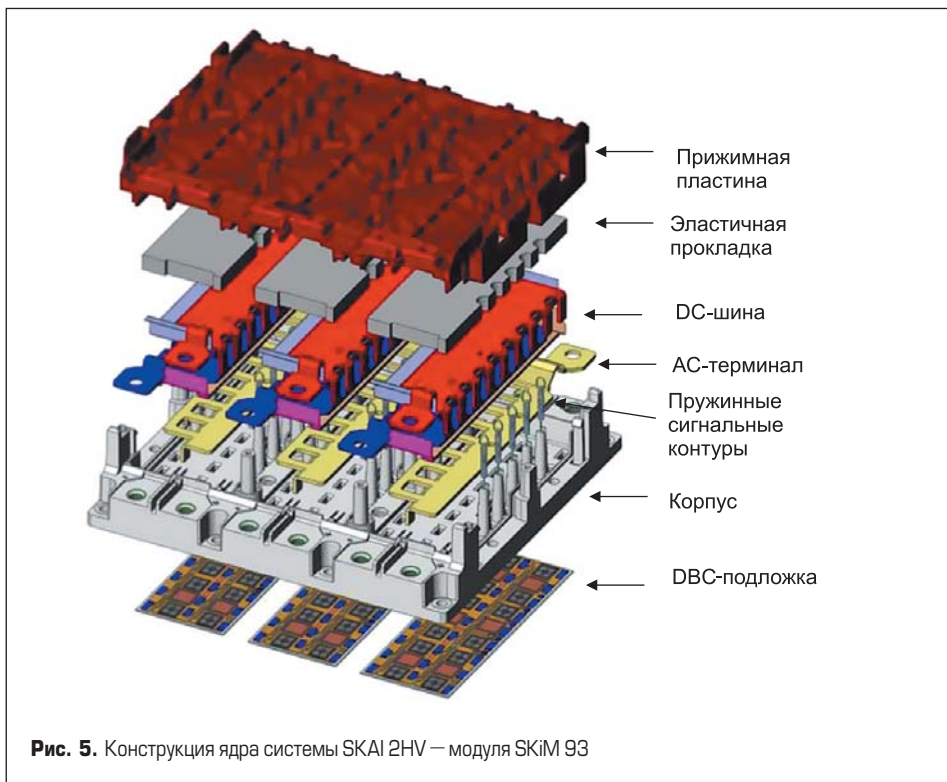 Прижимная
пластина
Эластичная
прокладка
DC-шина
AC-терминал
Пружинные
сигнальные
контуры
Корпус
DBC-подложка
Рис. 5. Конструкция ядра системы SKAI 2HV — модуля SKiM 93